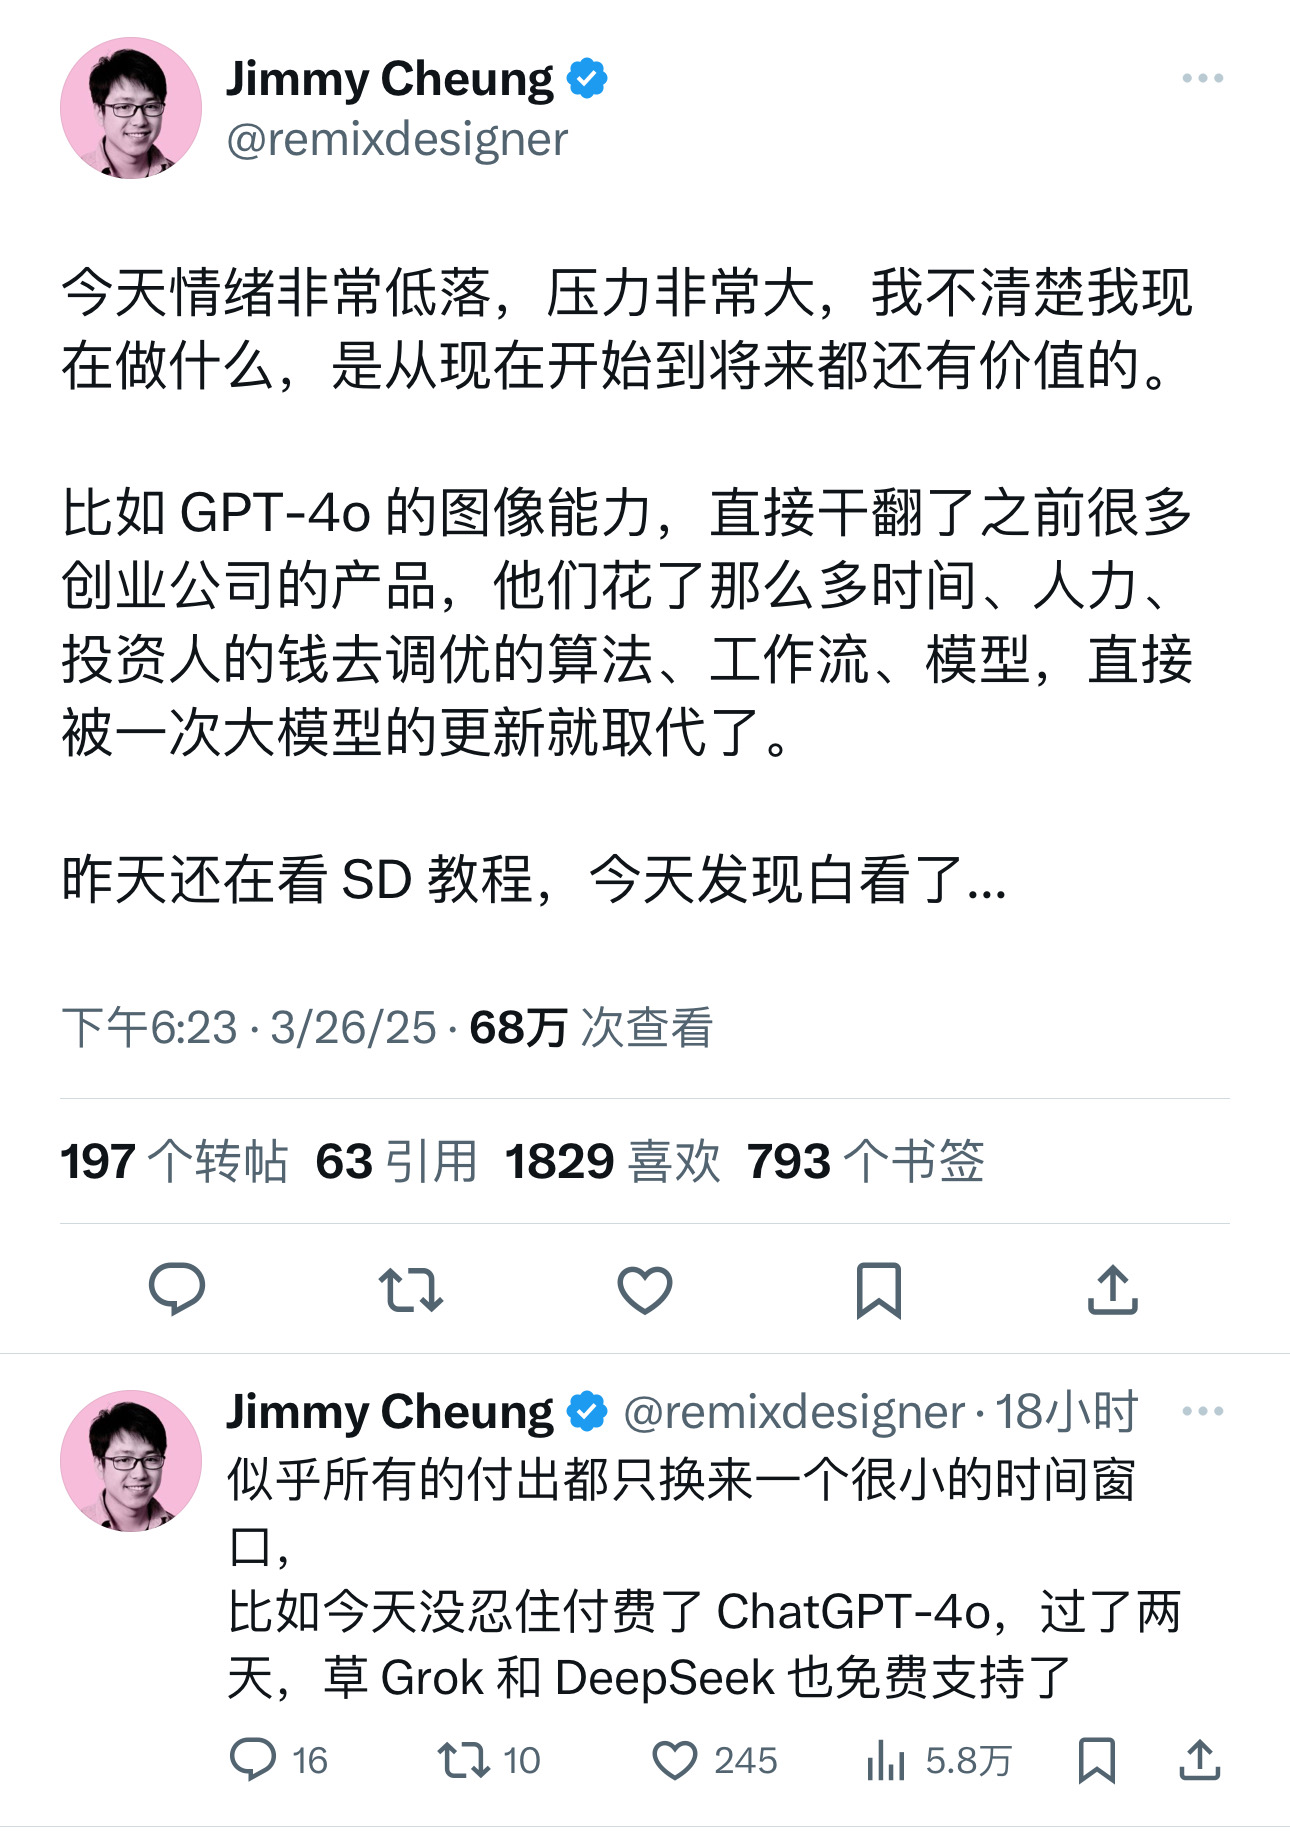 Jimmy Cheung
@remixdesigner
今天情绪非常低落，压力非常大，我不清楚我现
在做什么，是从现在开始到将来都还有价值的。
比如 GPT-4o 的图像能力，直接干翻了之前很多
创业公司的产品，他们花了那么多时间、人力、
投资人的钱去调优的算法、工作流、模型，直接
被一次大模型的更新就取代了。
昨天还在看 SD 教程，今天发现白看了...
下午6:23 · 3/26/25 · 68万 次查看
197 个转帖 63 引用 1829 喜欢 793 个书签
Jimmy Cheung @remixdesigner · 18小时
似乎所有的付出都只换来一个很小的时间窗
口，
比如今天没忍住付费了 ChatGPT-4o，过了两
天，草 Grok 和 DeepSeek 也免费支持了
16 10 245 5.8万